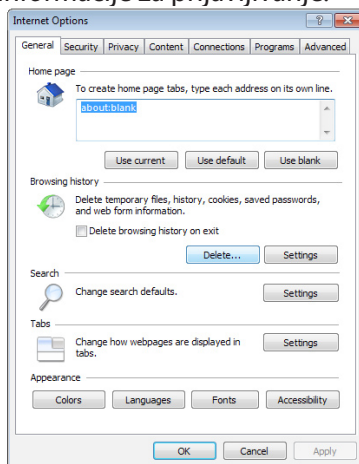 informacije za prijavljivanje.
Internet Options
General Security Privacy Content Connections Programs Advanced
Home page
To create home page tabs, type each address on its own line.
about:blank
Use current Use default Use blank
Browsing history
Delete temporary files, history, cookies, saved passwords,
and web form information.
Delete browsing history on exit
Delete... Settings
Search
Change search defaults. Settings
Tabs
Change how webpages are displayed in
tabs.
Settings
Appearance
Colors Languages Fonts Accessibility
OK Cancel Apply